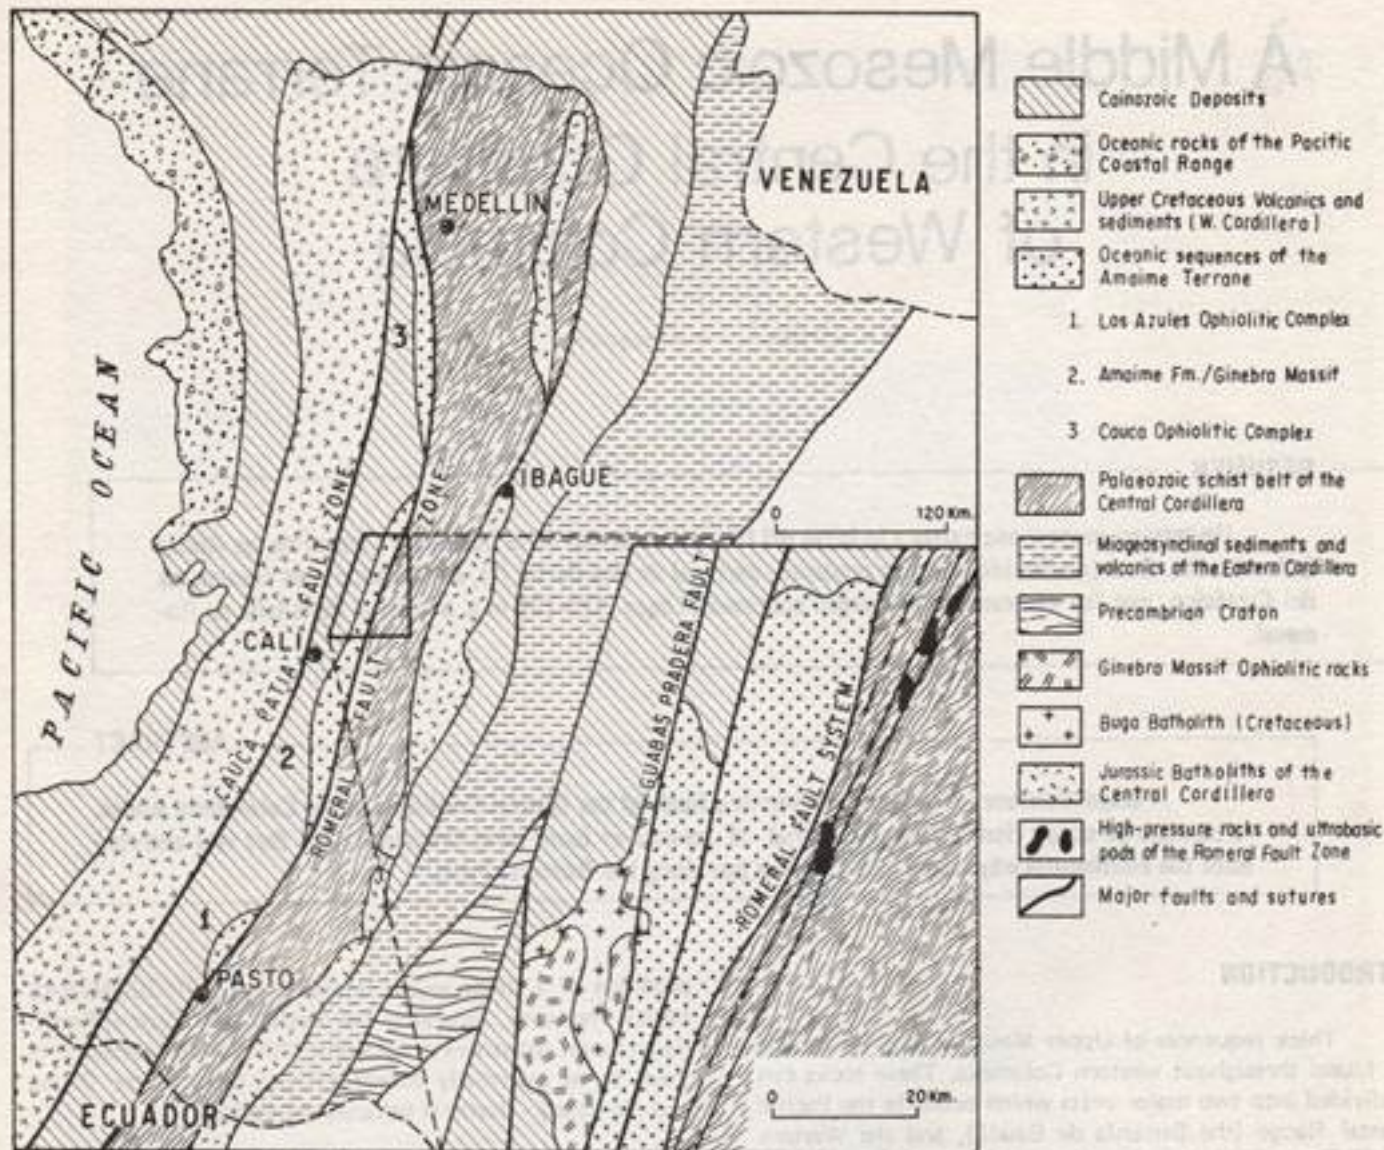 VENEZUELA
MEDELLIN
3
PACIFIC OCEAN
CAUCA PATIA FAULT ZONE
ROMERAL FAULT ZONE
IBAGUE
CALI
2
1
PASTO
ECUADOR
0 120 Km.
GUABAS PRADERA FAULT
ROMERAL FAULT SYSTEM
0 20 Km.
Cainozoic Deposits
Oceanic rocks of the Pacific
Coastal Range
Upper Cretaceous Volcanics and
sediments (W. Cordillera)
Oceanic sequences of the
Amaime Terrane
1. Los Azules Ophiolitic Complex
2. Amaime Fm./Ginebra Massif
3 Cauca Ophiolitic Complex
Palaeozoic schist belt of the
Central Cordillera
Miogeosynclinal sediments and
volcanics of the Eastern Cordillera
Precambrian Craton
Ginebra Massif Ophiolitic rocks
Buga Batholith (Cretaceous)
Jurassic Batholiths of the
Central Cordillera
High-pressure rocks and ultrabasic
pods of the Romeral Fault Zone
Major faults and sutures